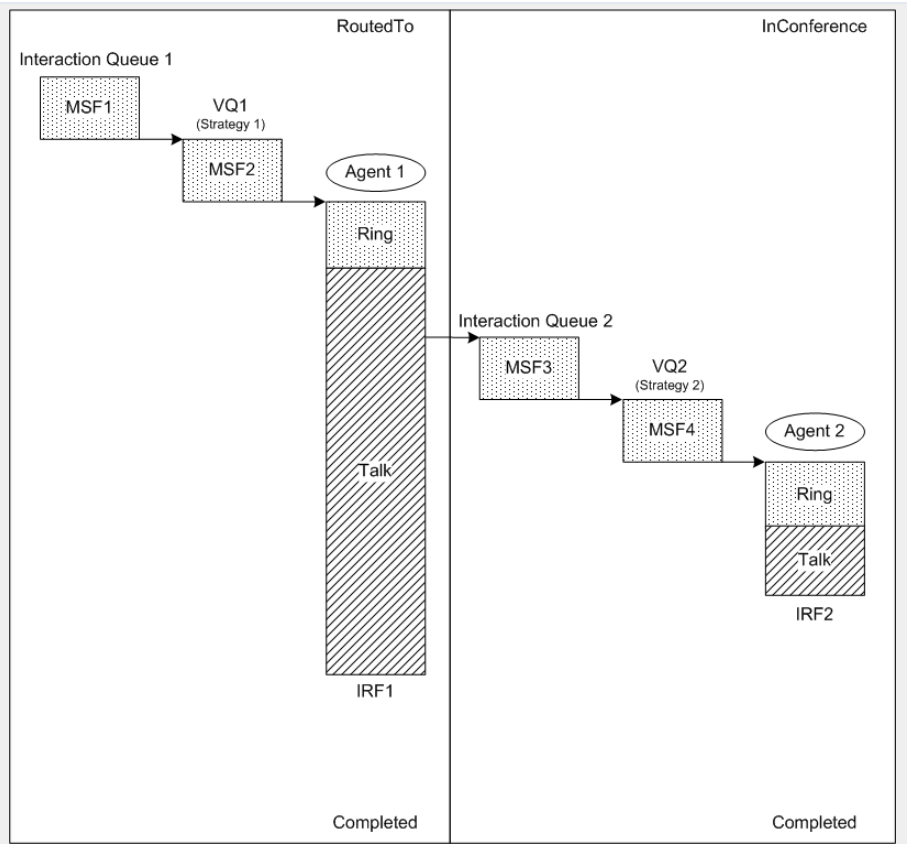 RoutedTo
Interaction Queue 1
MSF1
VQ1
(Strategy 1)
MSF2
Agent 1
Ring
Talk
IRF1
Completed
InConference
Interaction Queue 2
MSF3
VQ2
(Strategy 2)
MSF4
Agent 2
Ring
Talk
IRF2
Completed